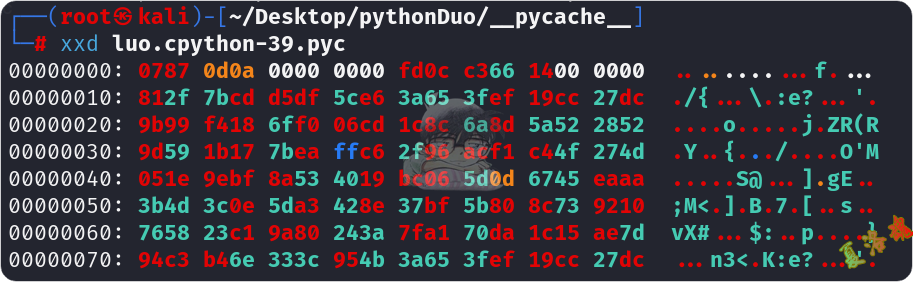 ┌──(root㉿kali)-[~/Desktop/pythonDuo/__pycache__]
└─# xxd luo.cpython-39.pyc
00000000: 0787 0d0a 0000 0000 fd0c c366 1400 0000  ...........f....
00000010: 812f 7bcd d5df 5ce6 3a65 3fef 19cc 27dc  ./{...\.:e?...'.
00000020: 9b99 f418 6ff0 06cd 1c8c 6a8d 5a52 2852  ....o.....j.ZR(R
00000030: 9d59 1b17 7bea ffc6 2f96 aff1 c44f 274d  .Y..{.../....O'M
00000040: 051e 9ebf 8a53 4019 bc06 5d0d 6745 eaaa  .....S@...].gE..
00000050: 3b4d 3c0e 5da3 428e 37bf 5b80 8c73 9210  ;M<.].B.7.[..s..
00000060: 7658 23c1 9a80 243a 7fa1 70da 1c15 ae7d  vX#...$:..p....}
00000070: 94c3 b46e 333c 954b 3a65 3fef 19cc 27dc  ...n3<.K:e?...'.